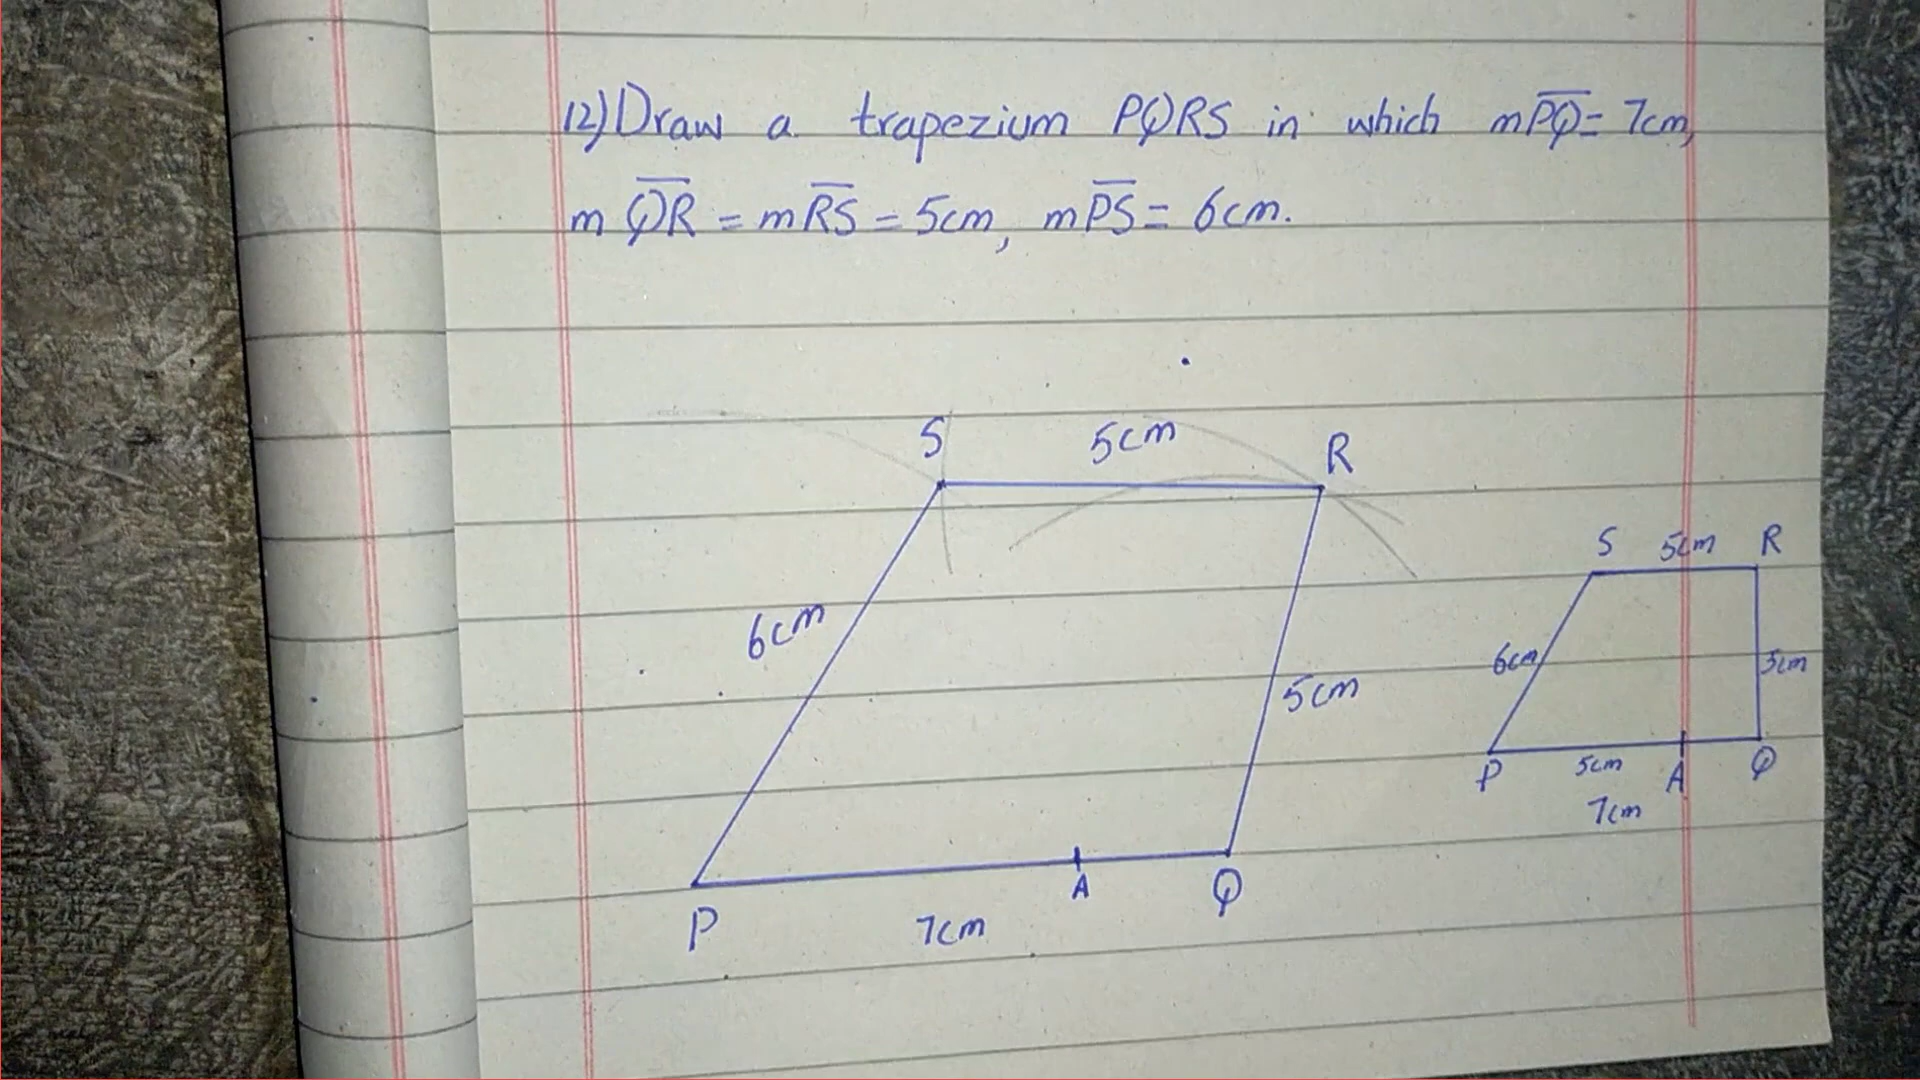 12) Draw a trapezium PQRS in which mPQ = 7cm,
m QR = mRS = 5cm, mPS = 6cm.
S 5cm R
6cm
5cm
P A Q
7cm
S 5cm R
6cm 5cm
P 5cm A Q
7cm